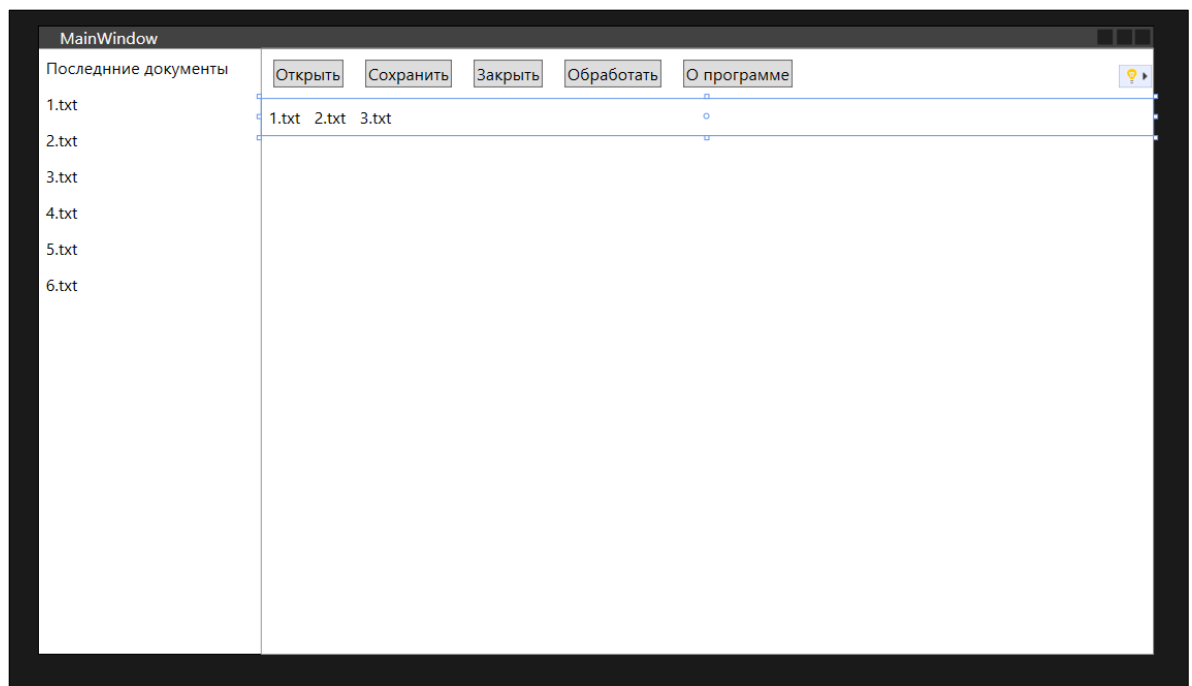 MainWindow
Последнние документы
1.txt
2.txt
3.txt
4.txt
5.txt
6.txt
Открыть Сохранить Закрыть Обработать О программе
1.txt 2.txt 3.txt